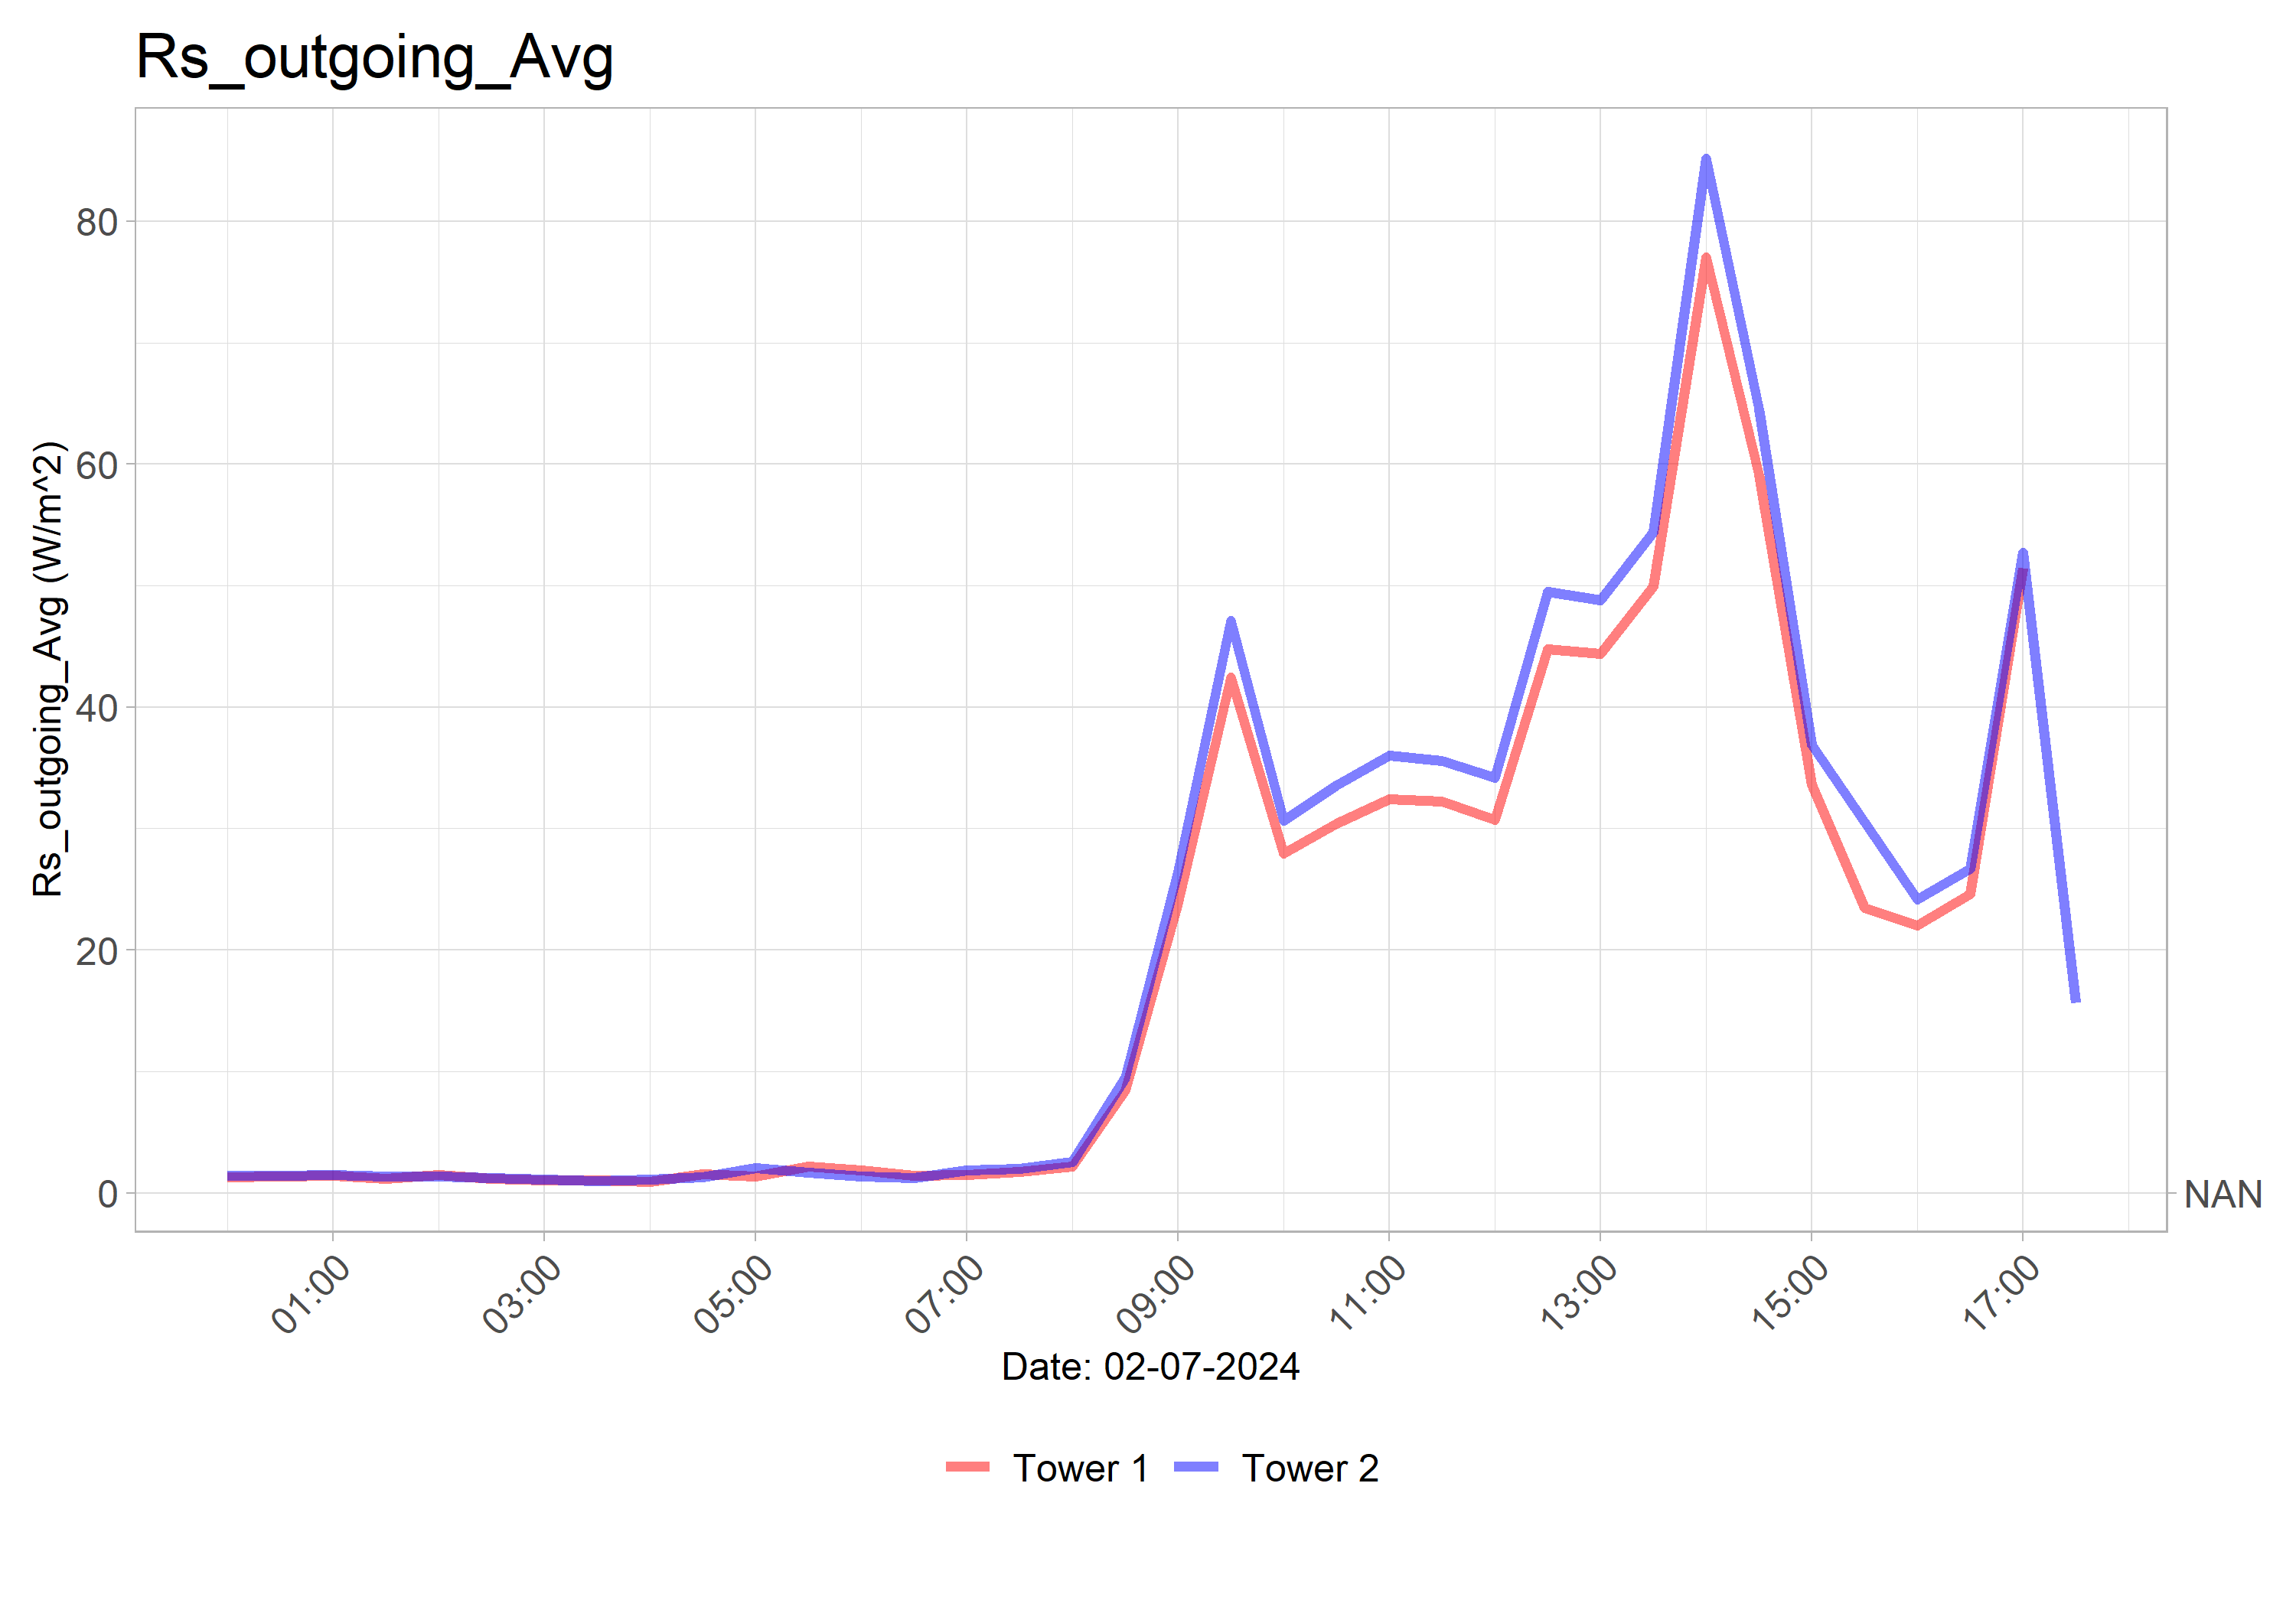 Rs_outgoing_Avg
Rs_outgoing_Avg (W/m^2)
80
60
40
20
0
NAN
01:00
03:00
05:00
07:00
09:00
11:00
13:00
15:00
17:00
Date: 02-07-2024
Tower 1
Tower 2